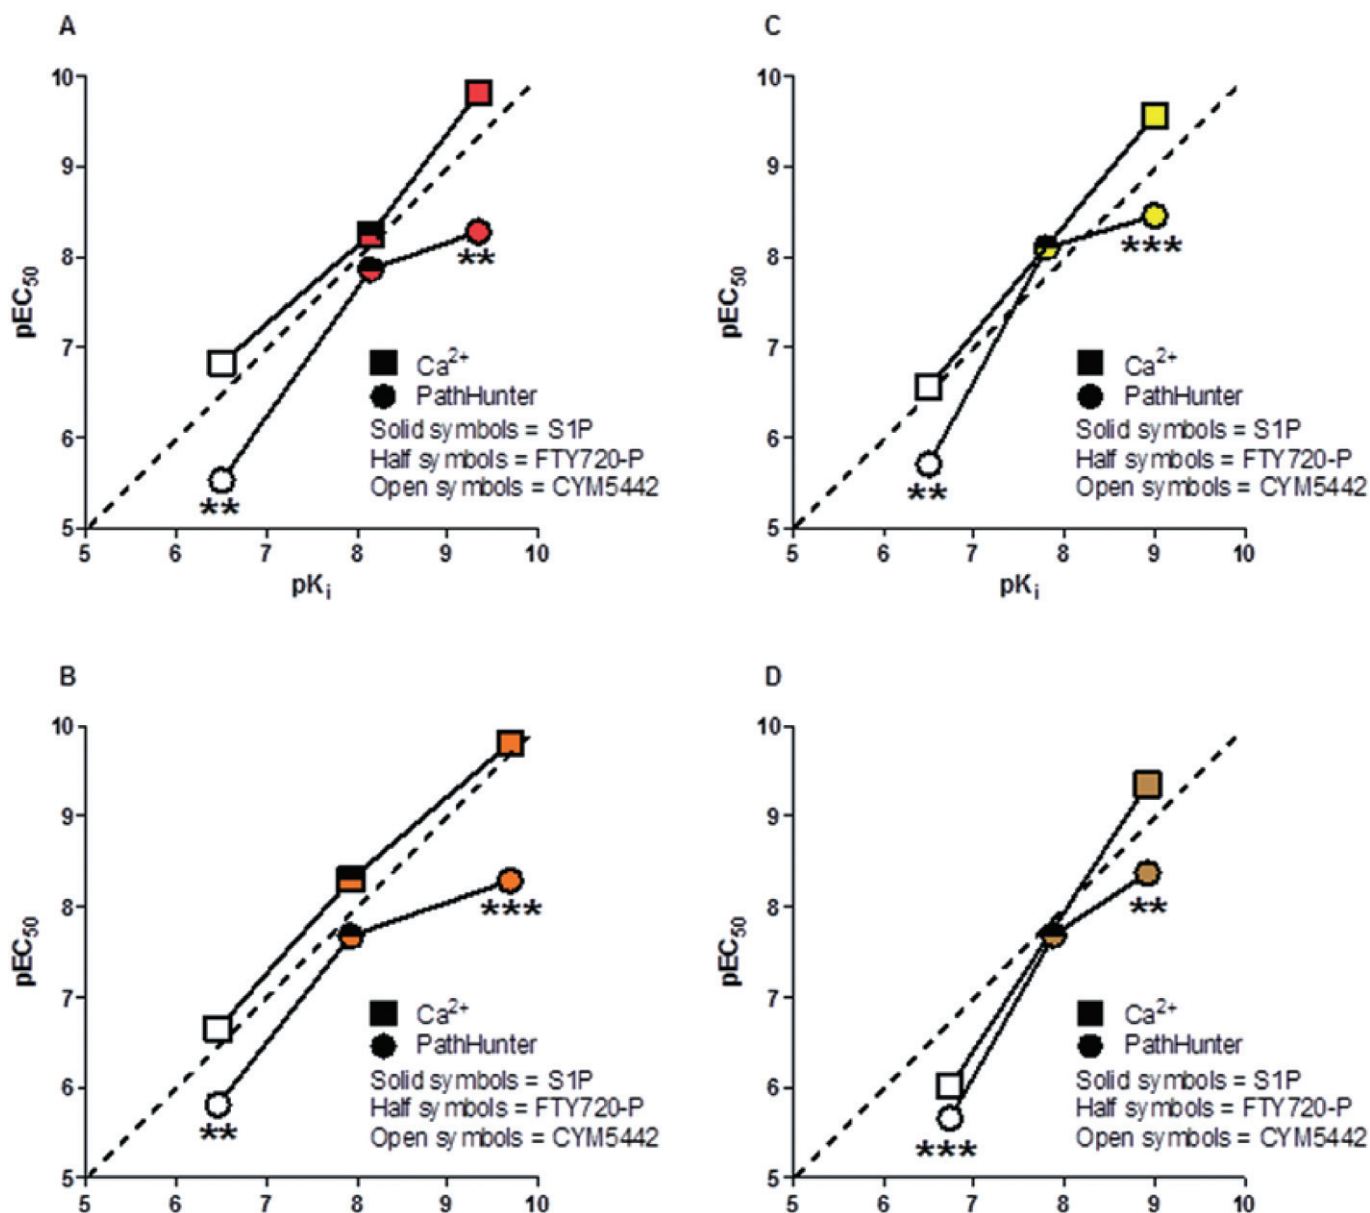 A
10
9
8
7
6
5
pEC50
**
**
Ca2+
PathHunter
Solid symbols = S1P
Half symbols = FTY720-P
Open symbols = CYM5442
5 6 7 8 9 10
pKi
C
10
9
8
7
6
5
pEC50
***
**
Ca2+
PathHunter
Solid symbols = S1P
Half symbols = FTY720-P
Open symbols = CYM5442
5 6 7 8 9 10
pKi
B
10
9
8
7
6
5
pEC50
***
**
Ca2+
PathHunter
Solid symbols = S1P
Half symbols = FTY720-P
Open symbols = CYM5442
5 6 7 8 9 10
D
10
9
8
7
6
5
pEC50
**
***
Ca2+
PathHunter
Solid symbols = S1P
Half symbols = FTY720-P
Open symbols = CYM5442
5 6 7 8 9 10